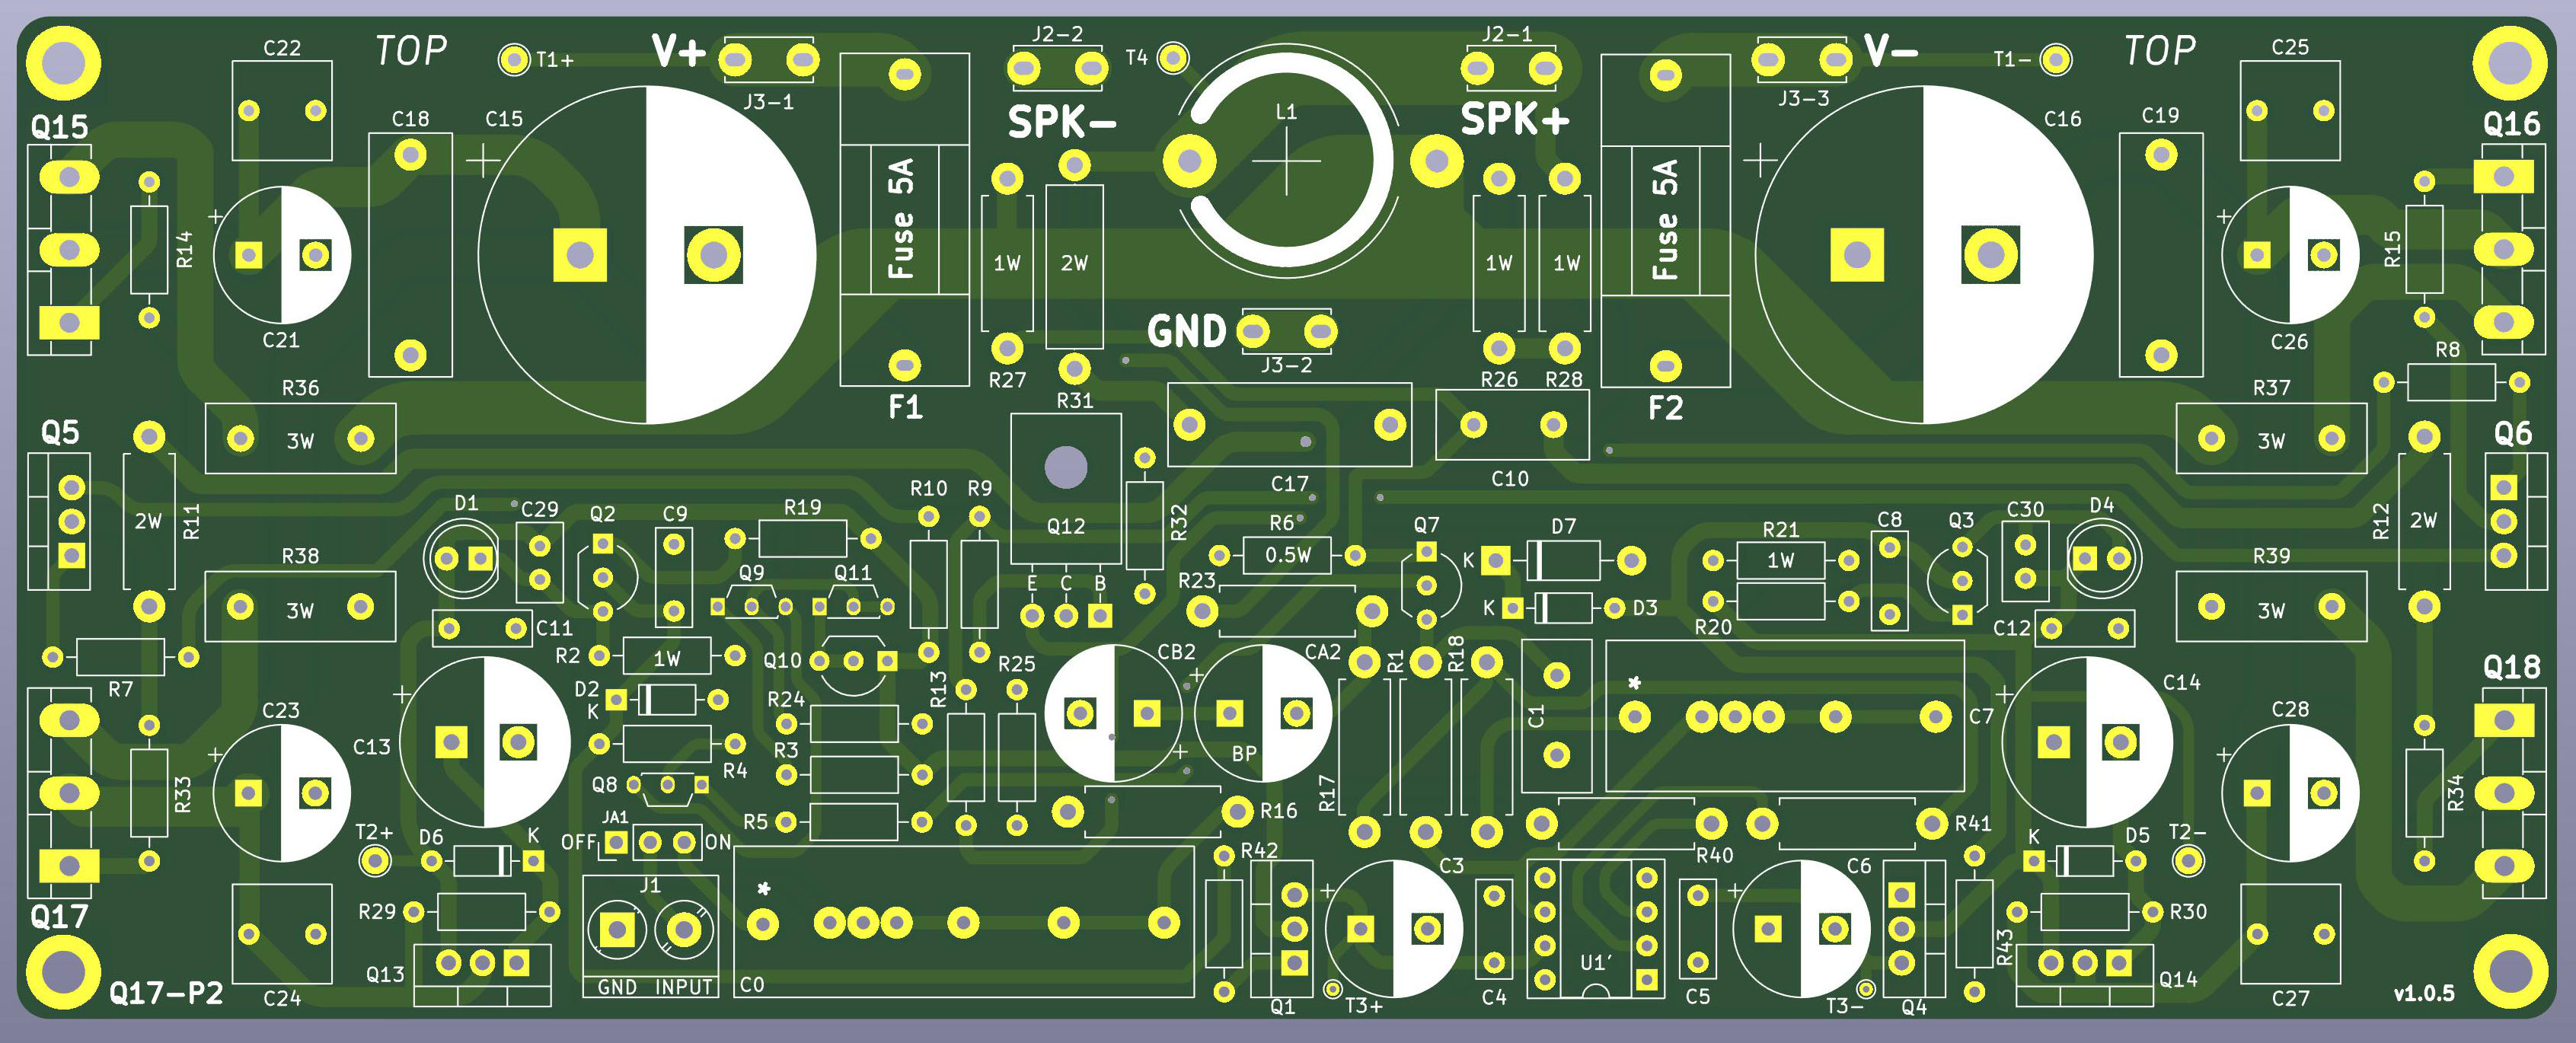 C22
TOP
T1+
V+
J3-1
J2-2
T4
SPK-
L1
J2-1
SPK+
J3-3
V-
T1-
TOP
C25
Q15
C18
C15
C16
C19
Q16
R14
C21
Fuse 5A
1W
2W
1W
1W
Fuse 5A
R15
C26
GND
J3-2
R8
R36
3W
F1
R27
R31
R26
R28
F2
R37
3W
Q5
Q6
2W
R11
D1
C29
Q2
C9
R19
R10
R9
Q12
E C B
R32
C17
C10
R6
0.5W
Q7
D7
K
R21
1W
C8
Q3
C30
D4
R12
2W
R38
3W
Q9
Q11
R23
K
D3
R20
R39
3W
C11
C12
R7
R2
1W
Q10
R13
R25
CB2
CA2
R1
R18
Q17
Q18
C23
C13
D2
K
R24
R3
R4
BP
C1
*
C7
C14
C28
R33
Q8
R5
R17
R16
R34
T2+
D6
K
JA1
OFF
ON
R42
C3
R40
C6
R41
K
D5
T2-
R29
J1
*
R30
Q13
GND INPUT
C0
Q1
T3+
C4
U1'
C5
T3-
Q4
R43
Q14
Q17-P2
C24
C27
v1.0.5